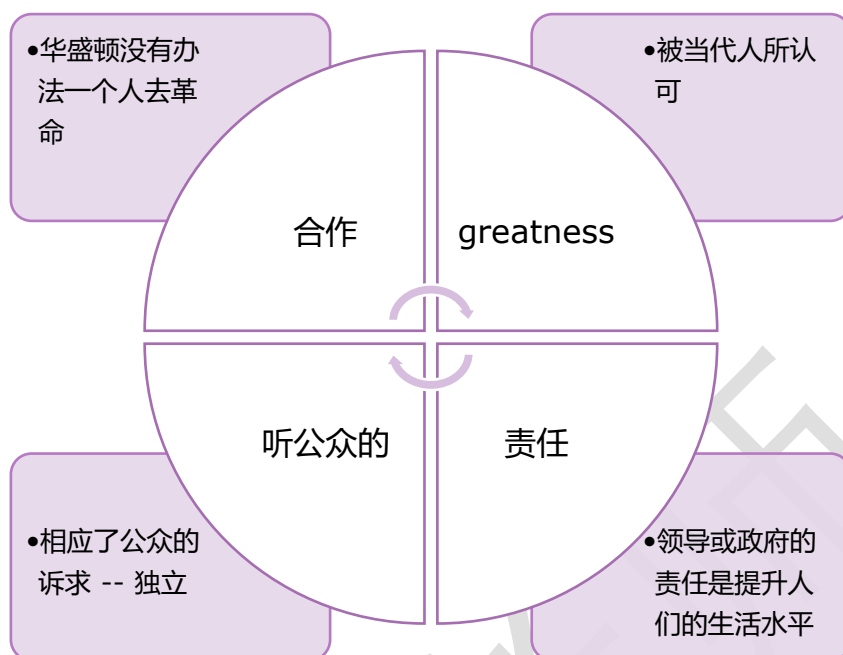 •华盛顿没有办
法一个人去革
命
•被当代人所认
可
合作
greatness
听公众的
责任
•相应了公众的
诉求 -- 独立
•领导或政府的
责任是提升人
们的生活水平